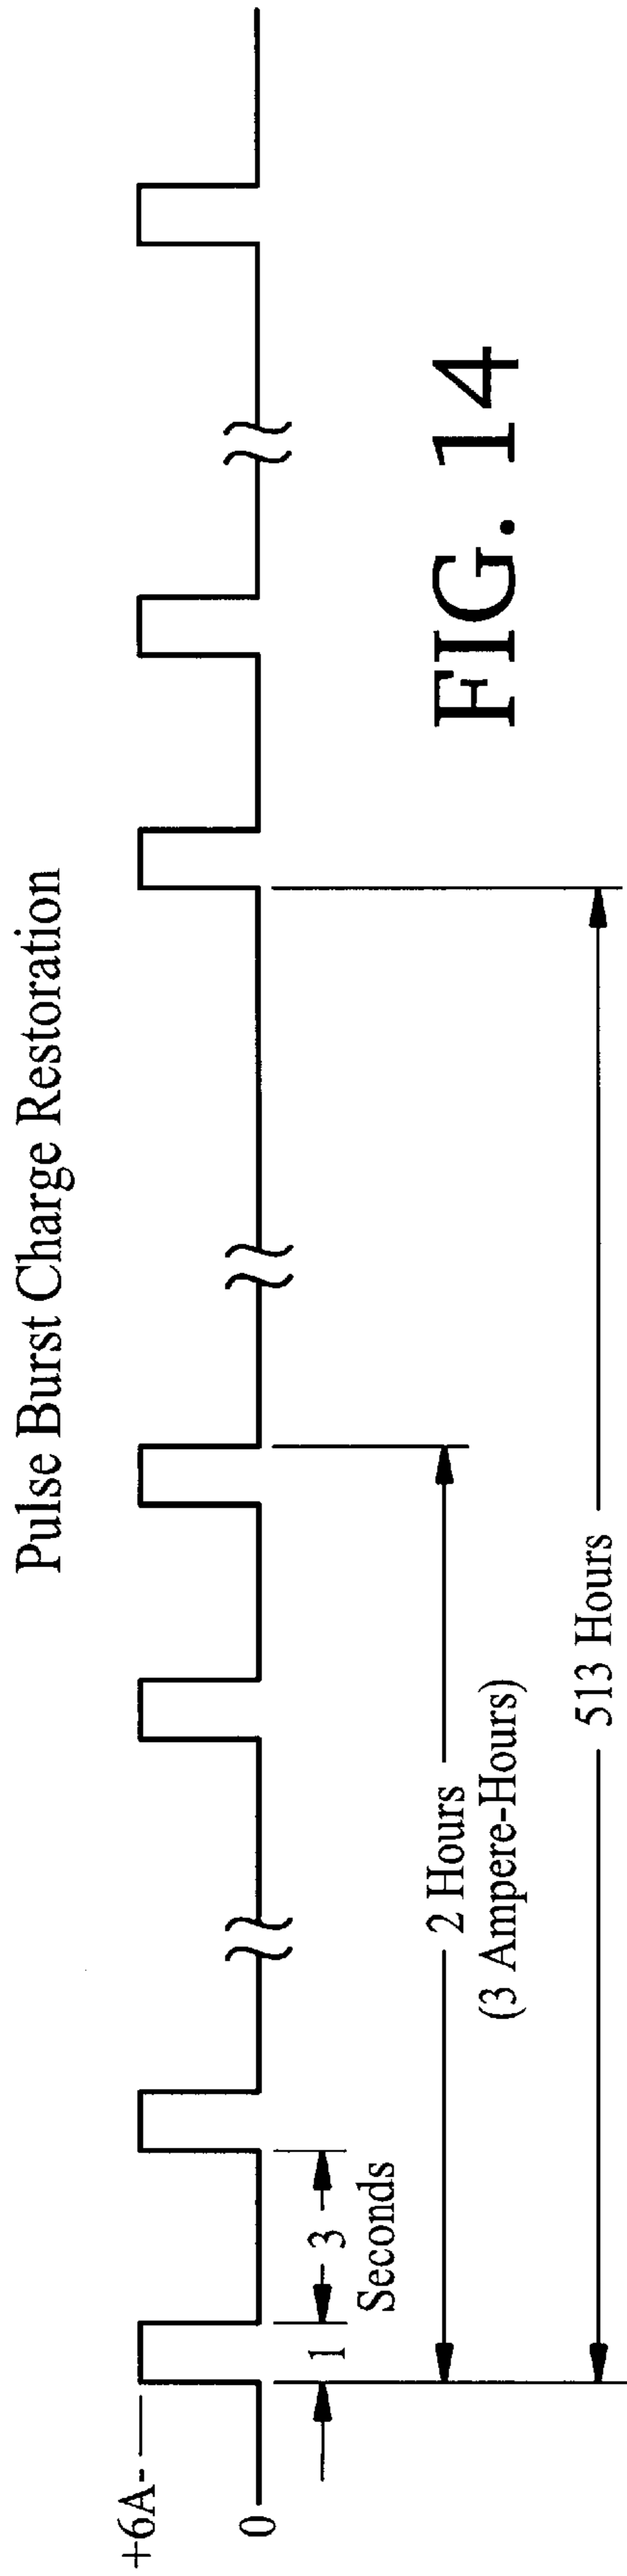 Pulse Burst Charge Restoration
+6A-
0
1
3
Seconds
2 Hours
(3 Ampere-Hours)
513 Hours
FIG. 14